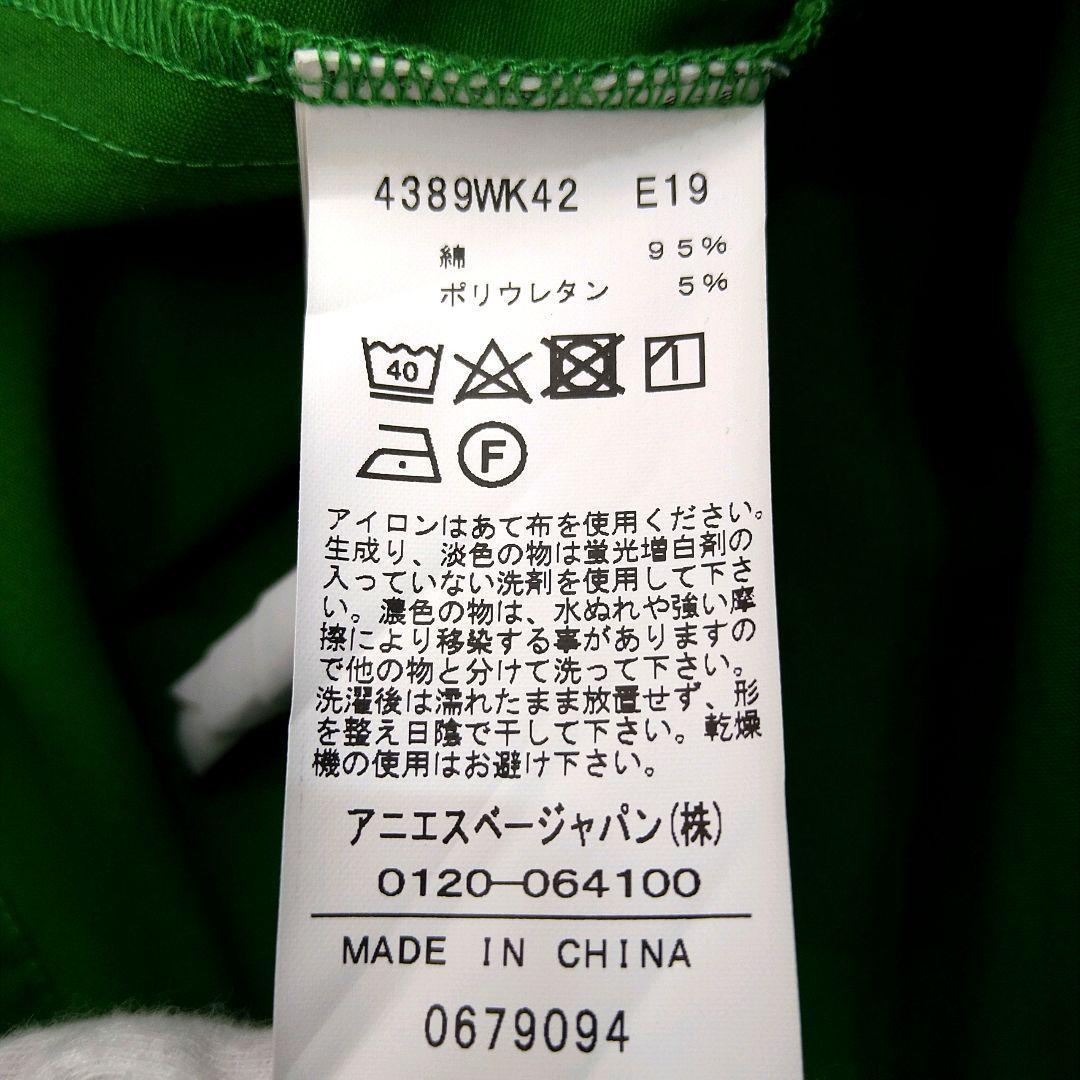 4389WK42 E19
綿 95%
ポリウレタン 5%
40
F
アイロンはあて布を使用ください。
生成り、淡色の物は蛍光増白剤の
入っていない洗剤を使用して下さ
い。濃色の物は、水ぬれや強い摩
擦により移染する事がありますの
で他の物と分けて洗って下さい。
洗濯後は濡れたまま放置せず、形
を整え日陰で干して下さい。乾燥
機の使用はお避け下さい。
アニエスベージャパン(株)
0120-064100
MADE IN CHINA
0679094